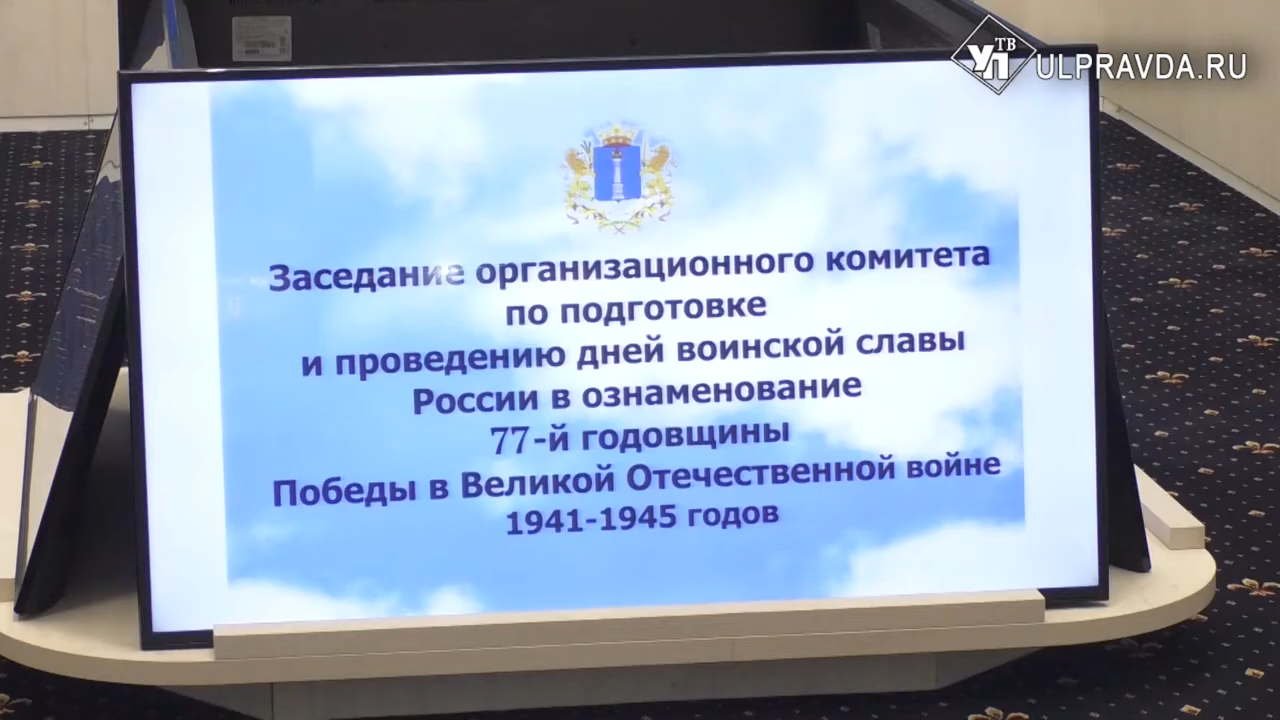 УП ТВ ULPRAVDA.RU
Заседание организационного комитета
по подготовке
и проведению дней воинской славы
России в ознаменование
77-й годовщины
Победы в Великой Отечественной войне
1941-1945 годов